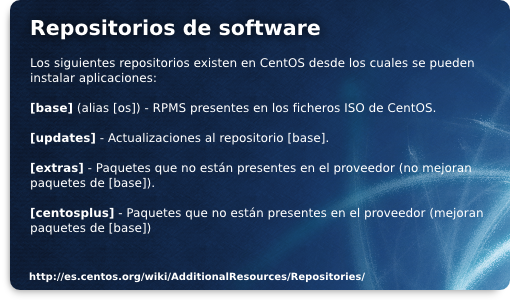 Repositorios de software
Los siguientes repositorios existen en CentOS desde los cuales se pueden
instalar aplicaciones:
[base] (alias [os]) - RPMS presentes en los ficheros ISO de CentOS.
[updates] - Actualizaciones al repositorio [base].
[extras] - Paquetes que no están presentes en el proveedor (no mejoran
paquetes de [base]).
[centosplus] - Paquetes que no están presentes en el proveedor (mejoran
paquetes de [base])
http://es.centos.org/wiki/AdditionalResources/Repositories/